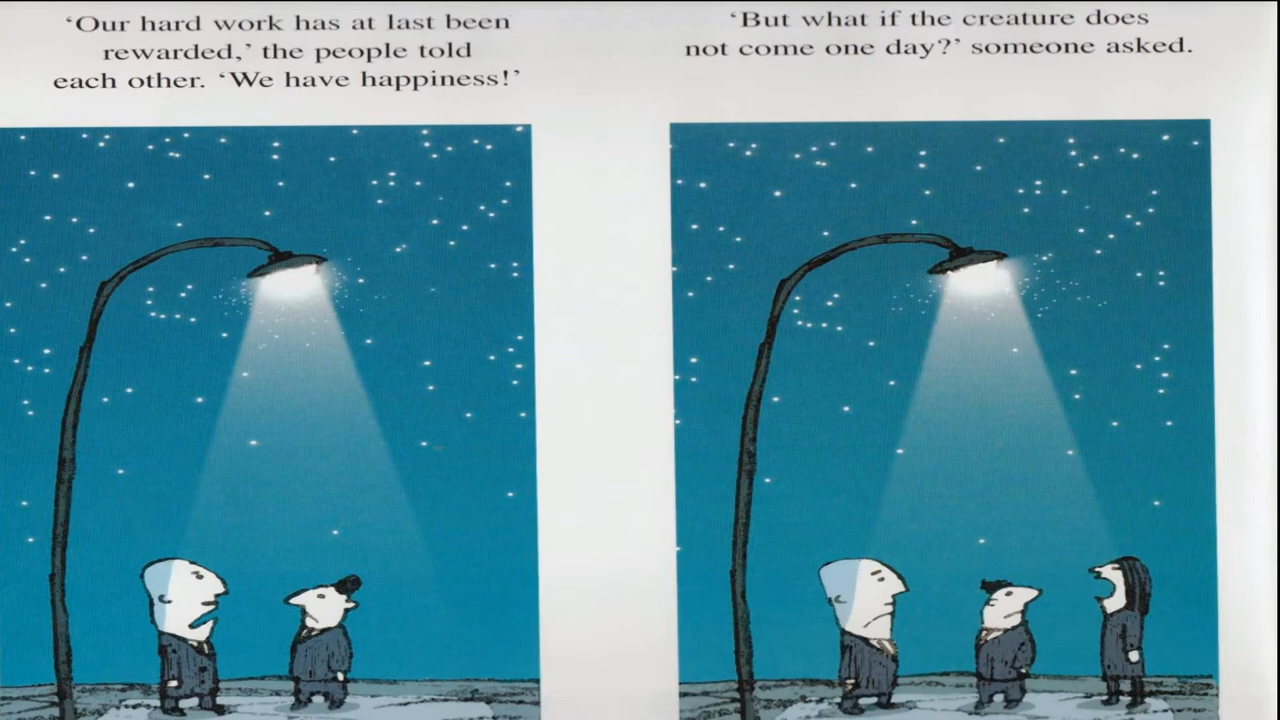 ‘Our hard work has at last been
rewarded,’ the people told
each other. ‘We have happiness!’
‘But what if the creature does
not come one day?’ someone asked.